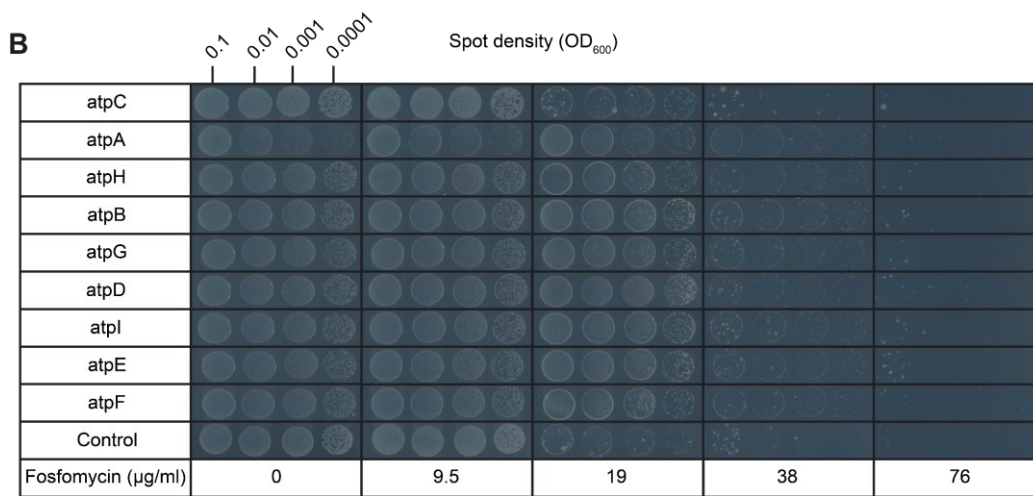 B
0.1 0.01 0.001 0.0001 Spot density (OD600)
atpC
atpA
atpH
atpB
atpG
atpD
atpI
atpE
atpF
Control
Fosfomycin (µg/ml) 0 9.5 19 38 76